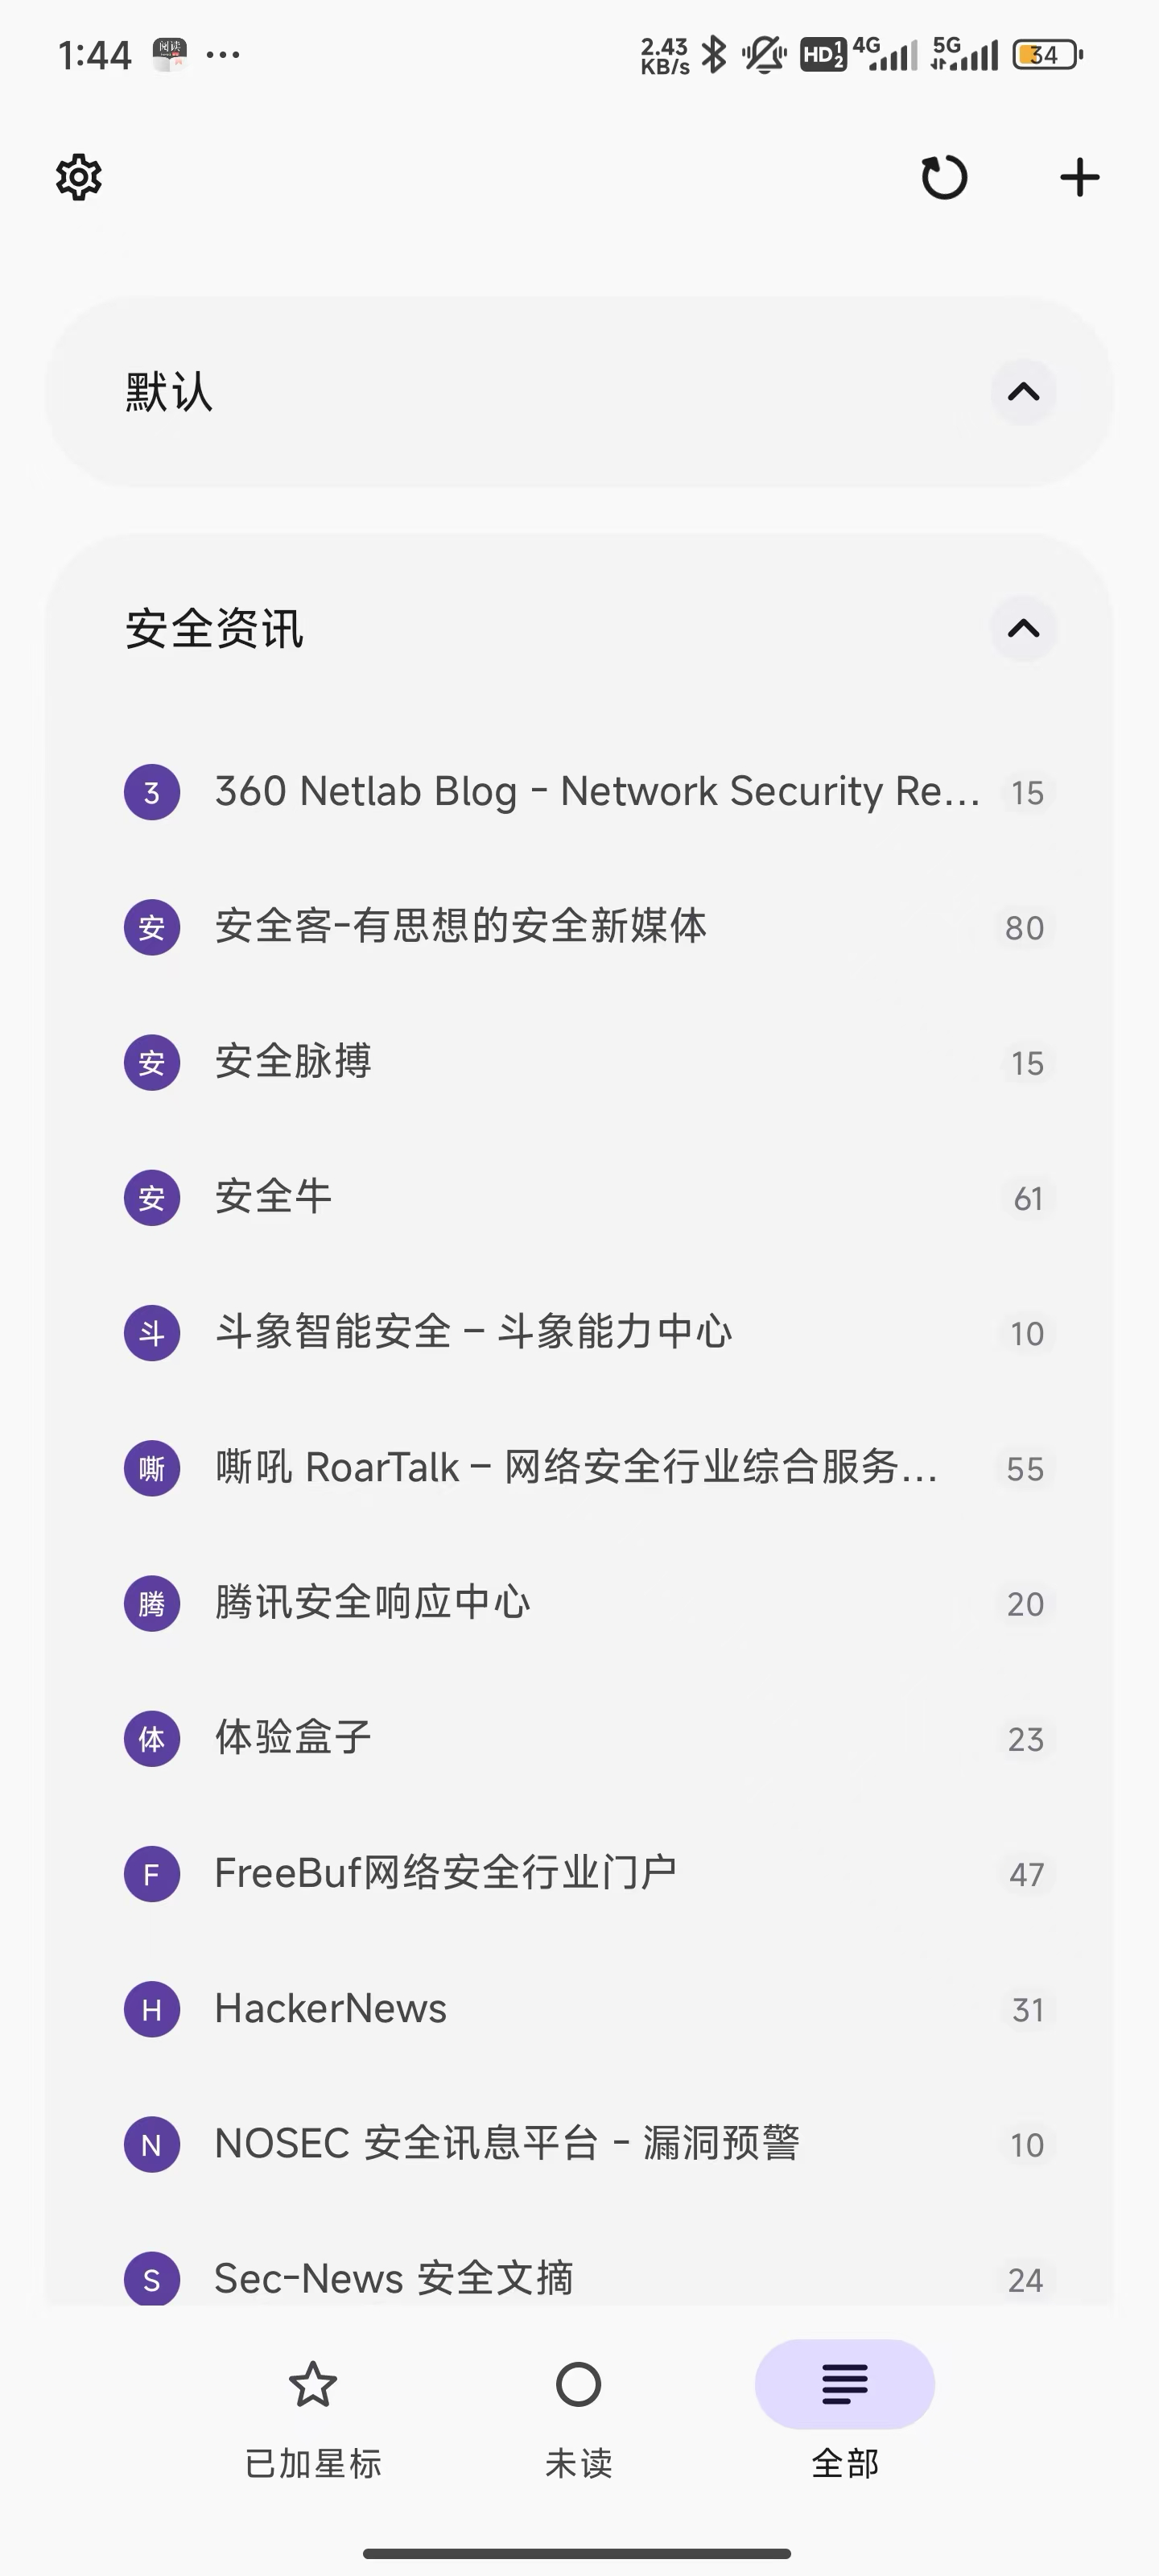 1:44 阅读 ... 2.43 KB/s HD 1 2 4G 5G 34
默认
安全资讯
3 360 Netlab Blog - Network Security Re... 15
安 安全客-有思想的安全新媒体 80
安 安全脉搏 15
安 安全牛 61
斗 斗象智能安全 – 斗象能力中心 10
嘶 嘶吼 RoarTalk – 网络安全行业综合服务... 55
腾 腾讯安全响应中心 20
体 体验盒子 23
F FreeBuf网络安全行业门户 47
H HackerNews 31
N NOSEC 安全讯息平台 - 漏洞预警 10
S Sec-News 安全文摘 24
已加星标 未读 全部